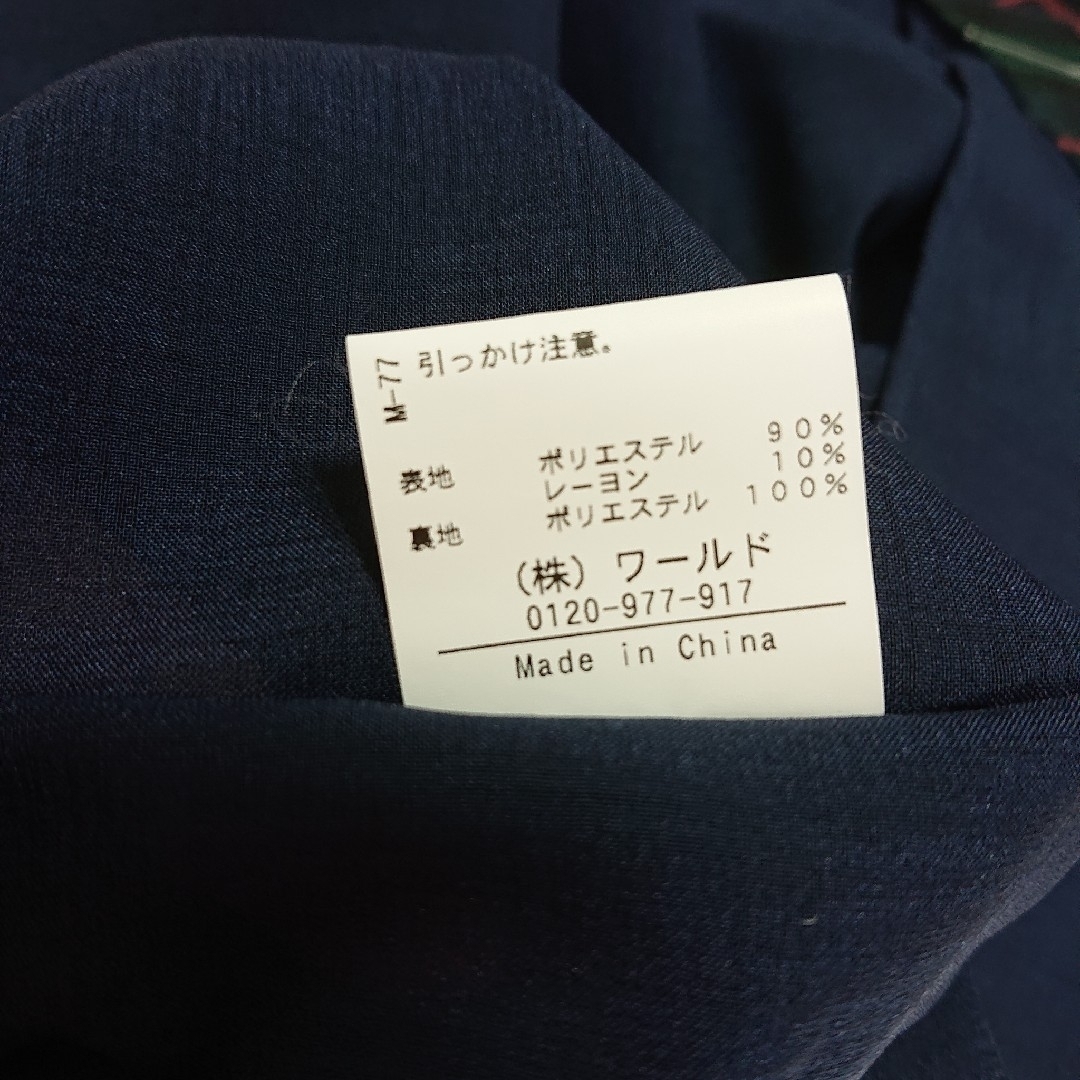 M-77
引っかけ注意。
表地 ポリエステル 90%
レーヨン 10%
裏地 ポリエステル 100%
(株) ワールド
0120-977-917
Made in China